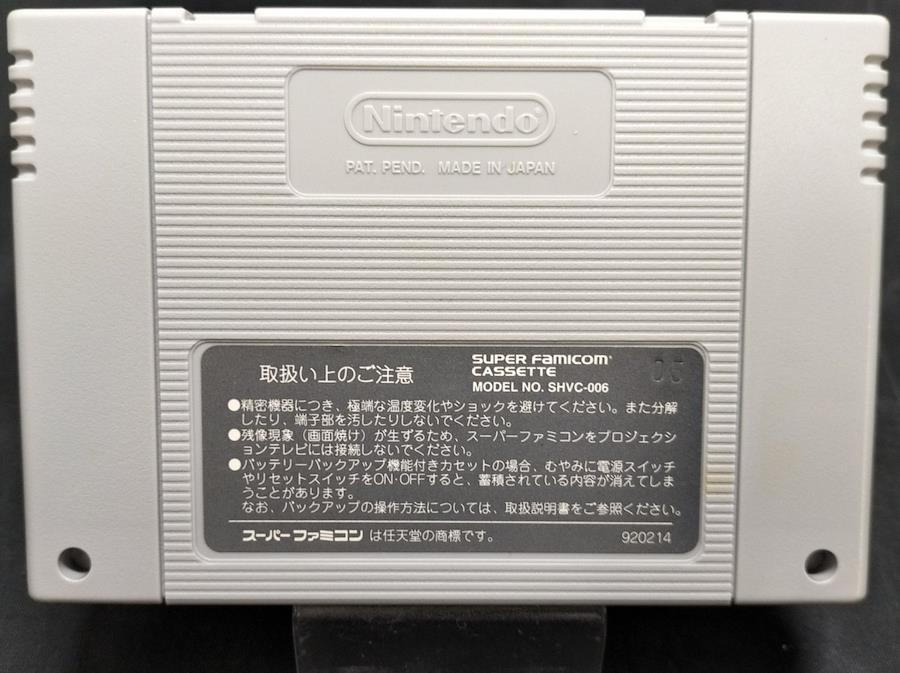 Nintendo®
PAT. PEND. MADE IN JAPAN
取扱い上のご注意
SUPER FAMICOM®
CASSETTE
MODEL NO. SHVC-006
●精密機器につき、極端な温度変化やショックを避けてください。また分解
したり、端子部を汚したりしないでください。
●残像現象（画面焼け）が生ずるため、スーパーファミコンをプロジェクシ
ョンテレビには接続しないでください。
●バッテリーバックアップ機能付きカセットの場合、むやみに電源スイッチ
やリセットスイッチをON・OFFすると、蓄積されている内容が消えてしま
うことがあります。
なお、バックアップの操作方法については、取扱説明書をご参照ください。
スーパーファミコン は任天堂の商標です。
920214